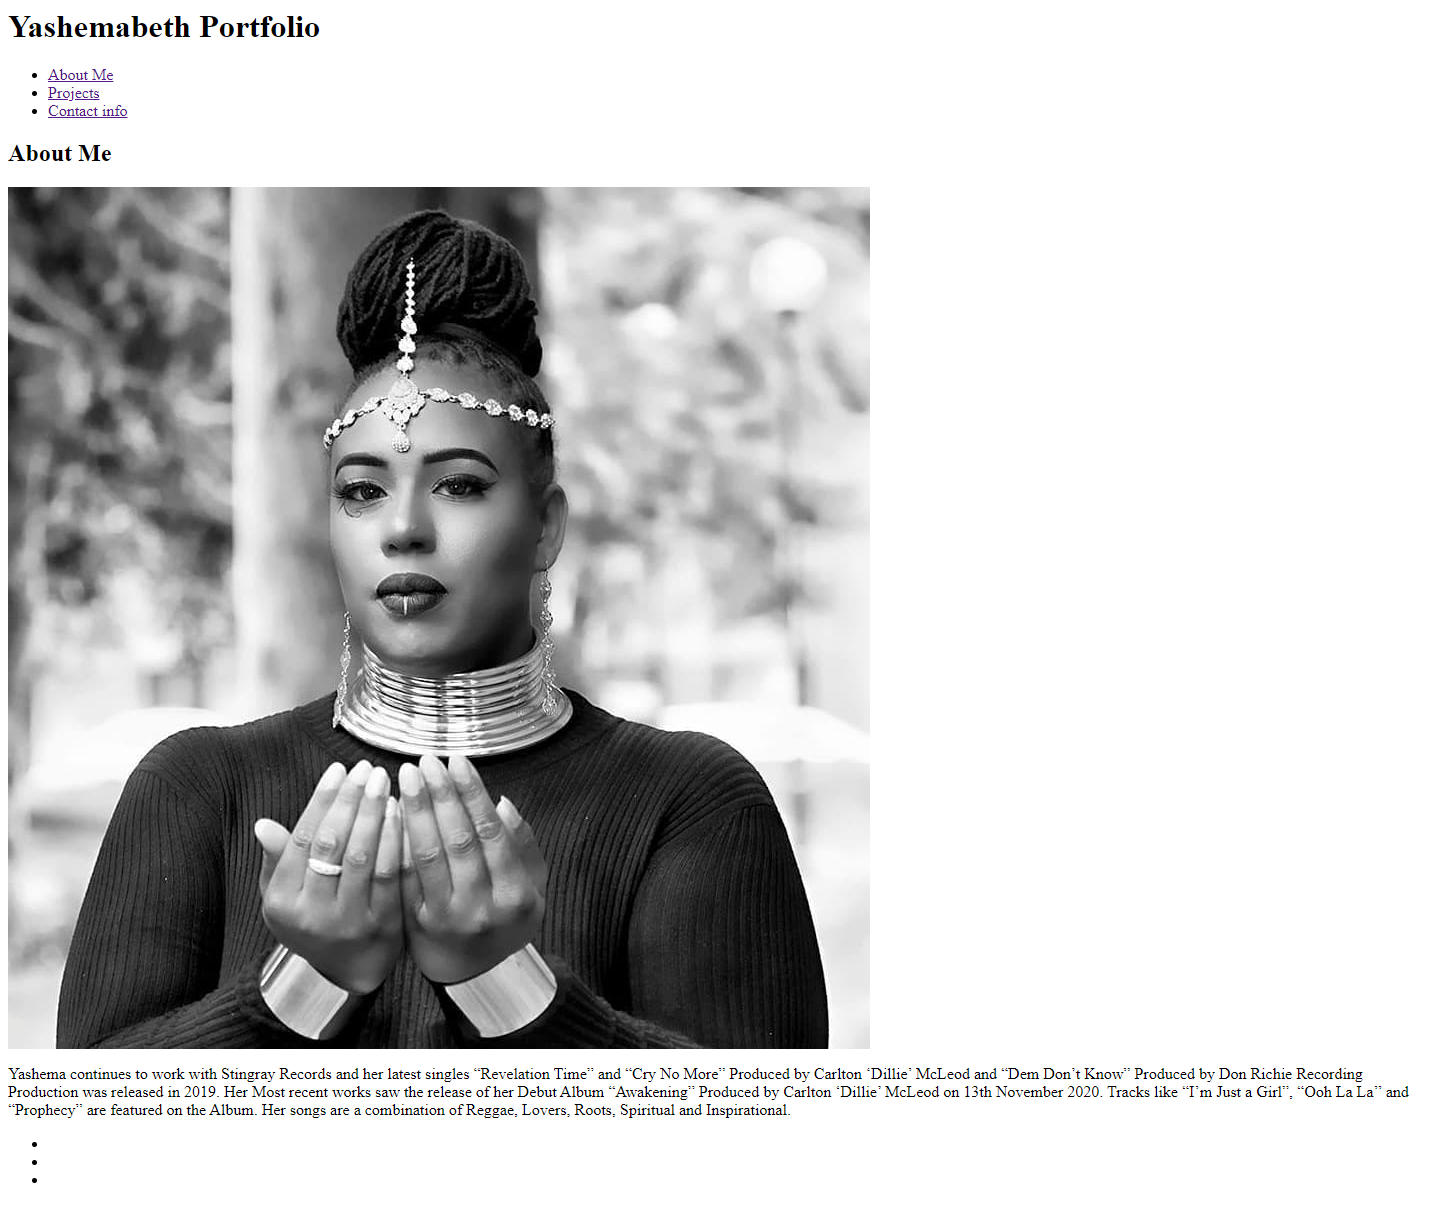 Yashemabeth Portfolio
About Me
Projects
Contact info
About Me
Yashema continues to work with Stingray Records and her latest singles “Revelation Time” and “Cry No More” Produced by Carlton ‘Dillie’ McLeod and “Dem Don’t Know” Produced by Don Richie Recording
Production was released in 2019. Her Most recent works saw the release of her Debut Album “Awakening” Produced by Carlton ‘Dillie’ McLeod on 13th November 2020. Tracks like “I’m Just a Girl”, “Ooh La La” and
“Prophecy” are featured on the Album. Her songs are a combination of Reggae, Lovers, Roots, Spiritual and Inspirational.